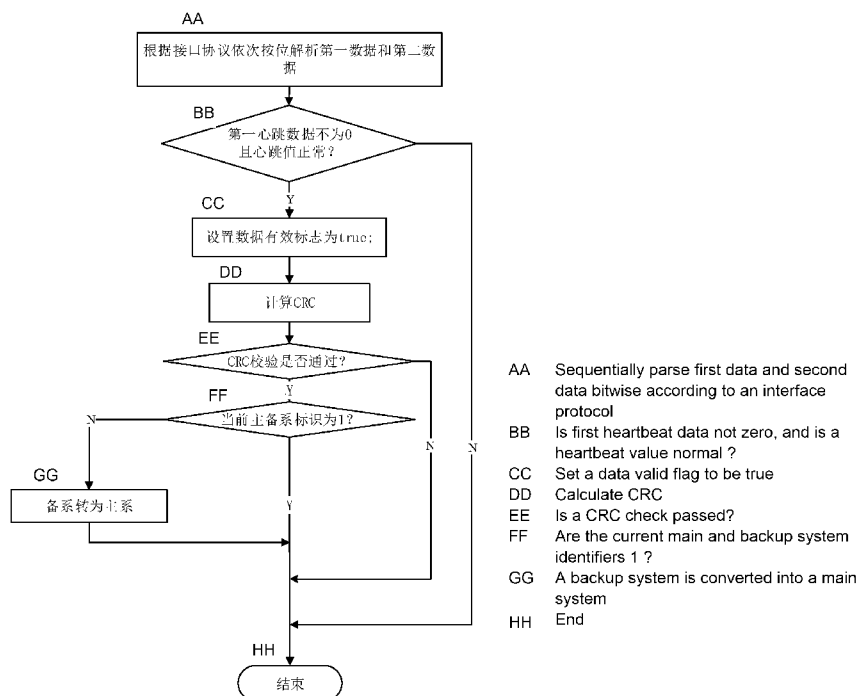 AA
根据接口协议依次按位解析第一数据和第二数
据
BB
第一心跳数据不为0
且心跳值正常?
Y
CC
设置数据有效标志为true;
DD
计算CRC
EE
CRC校验是否通过?
Y
FF
当前主备系标识为1?
N
N
N
GG
备系转为主系
Y
HH
结束
AA Sequentially parse first data and second
data bitwise according to an interface
protocol
BB Is first heartbeat data not zero, and is a
heartbeat value normal ?
CC Set a data valid flag to be true
DD Calculate CRC
EE Is a CRC check passed?
FF Are the current main and backup system
identifiers 1 ?
GG A backup system is converted into a main
system
HH End